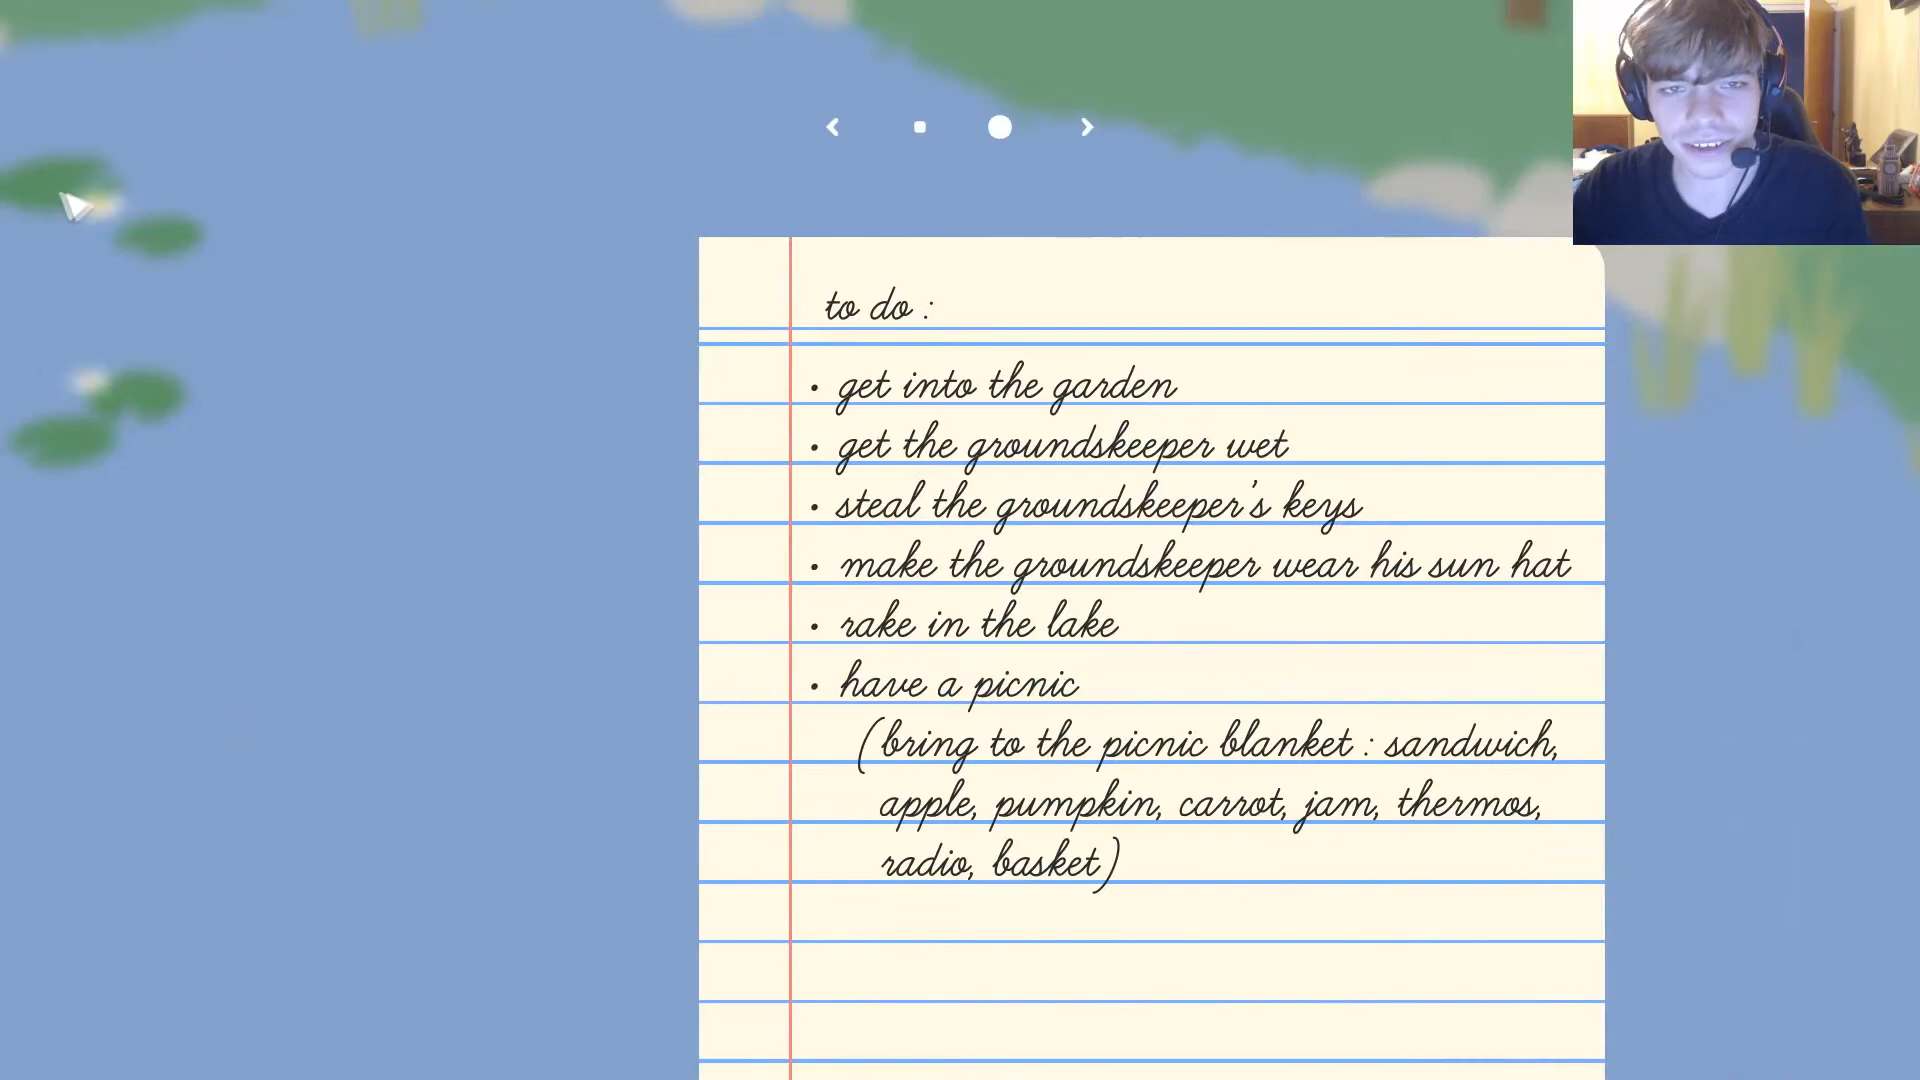 to do :
• get into the garden
• get the groundskeeper wet
• steal the groundskeeper's keys
• make the groundskeeper wear his sun hat
• rake in the lake
• have a picnic
(bring to the picnic blanket : sandwich,
apple, pumpkin, carrot, jam, thermos,
radio, basket)